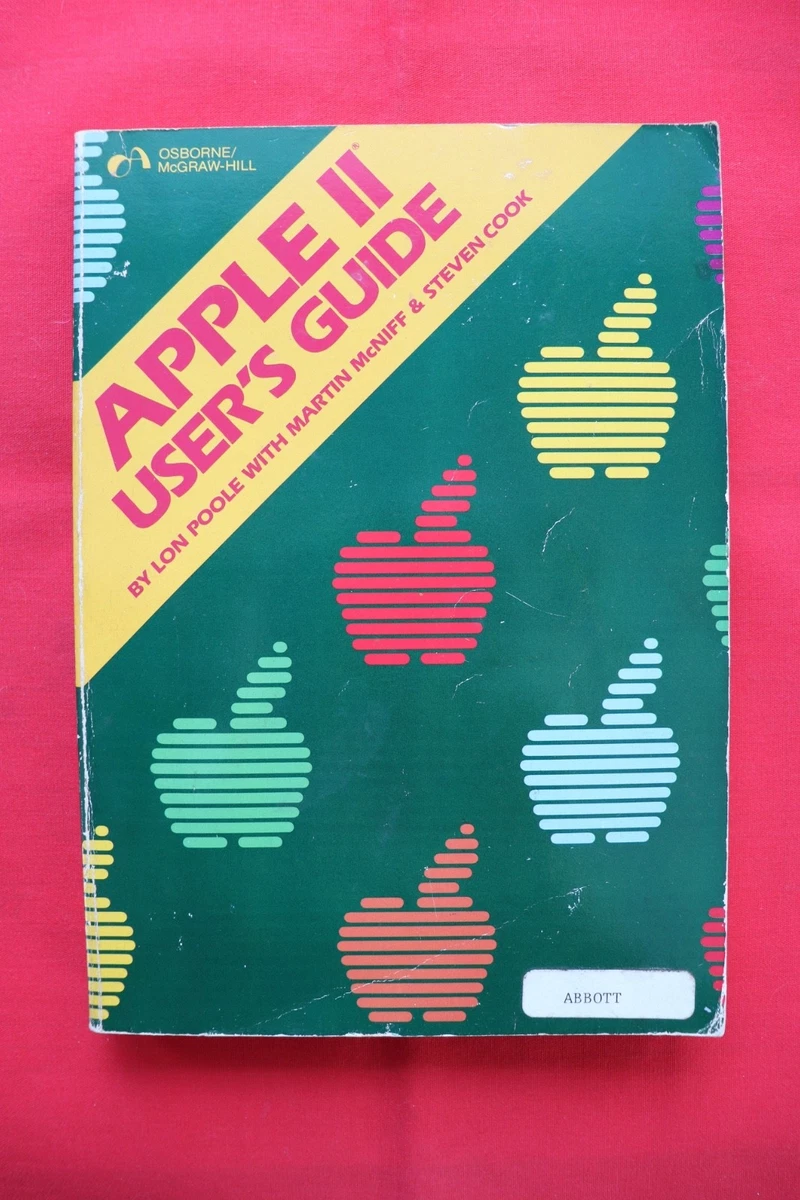 OSBORNE/
McGRAW-HILL
APPLE II®
USER'S GUIDE
BY LON POOLE WITH MARTIN McNIFF & STEVEN COOK
ABBOTT